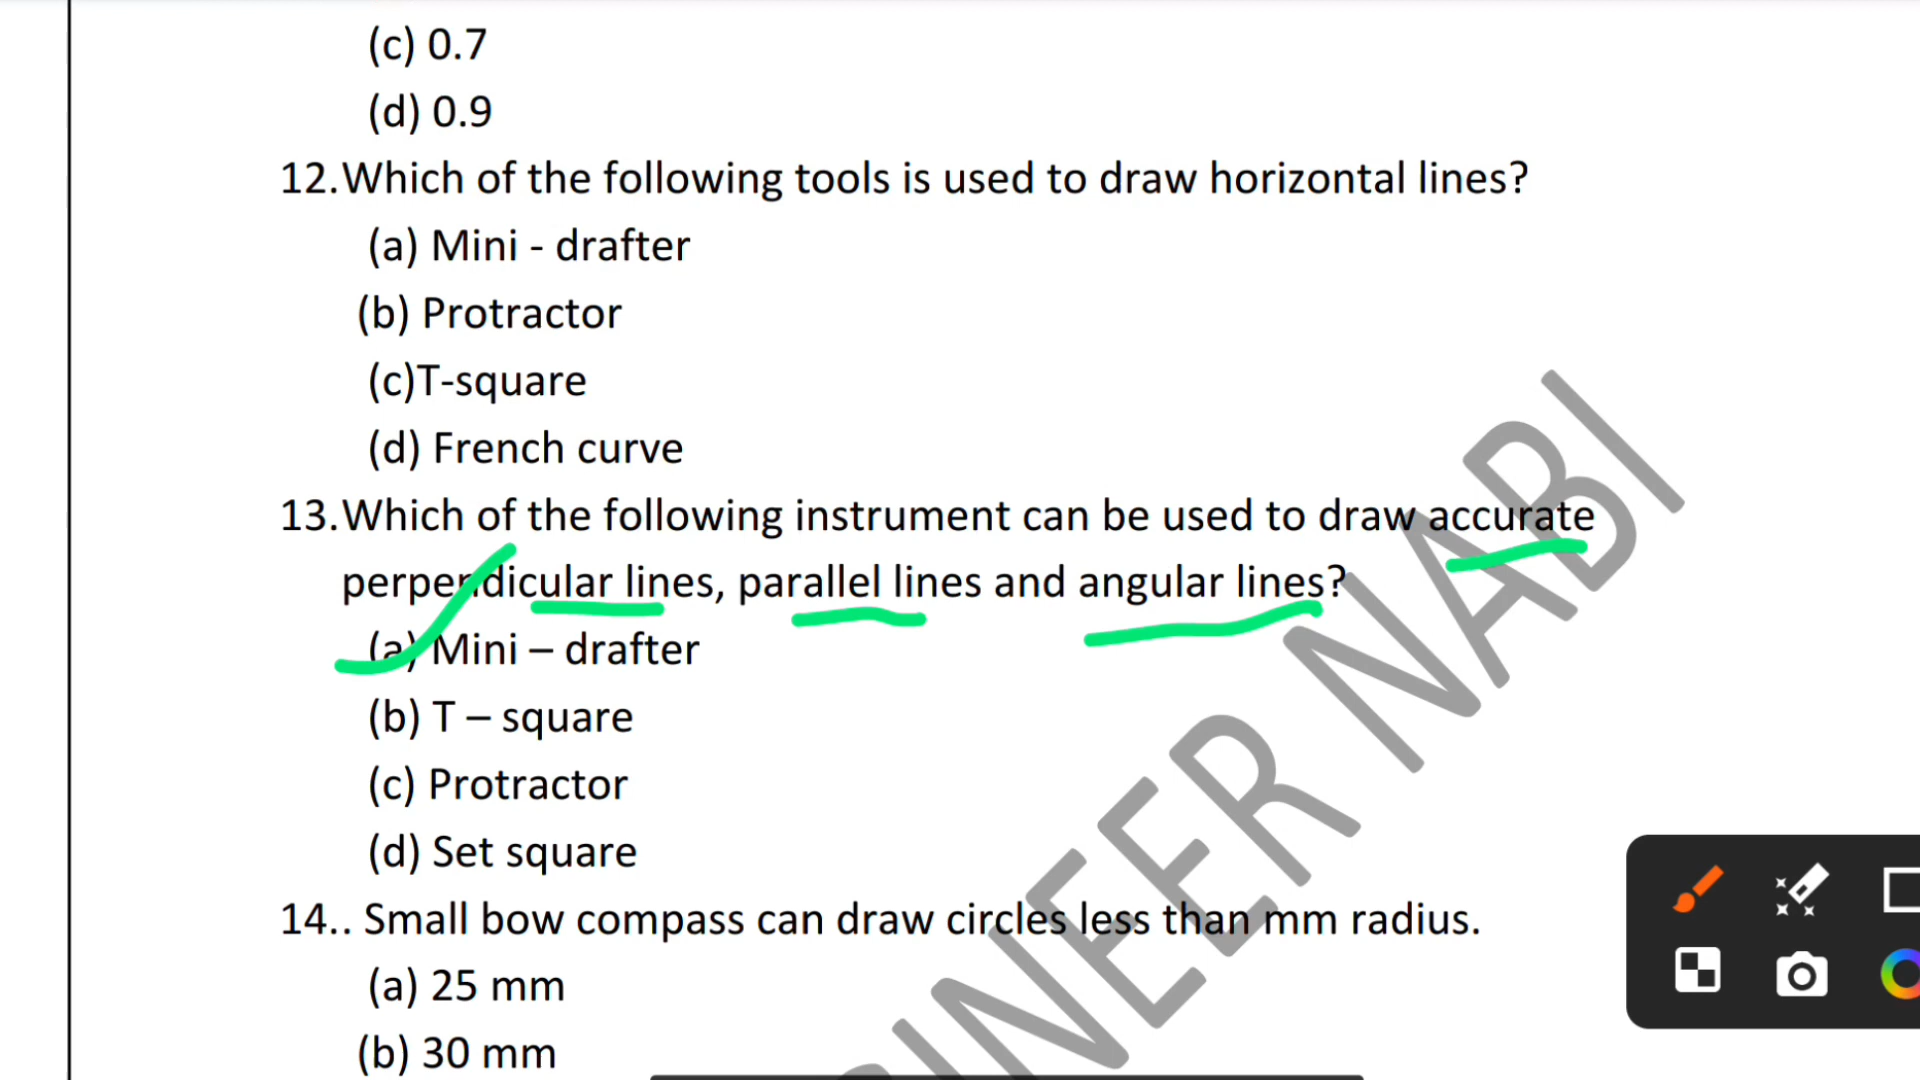 (c) 0.7
(d) 0.9
12.Which of the following tools is used to draw horizontal lines?
(a) Mini - drafter
(b) Protractor
(c)T-square
(d) French curve
13.Which of the following instrument can be used to draw accurate
perpendicular lines, parallel lines and angular lines?
(a) Mini – drafter
(b) T – square
(c) Protractor
(d) Set square
14.. Small bow compass can draw circles less than mm radius.
(a) 25 mm
(b) 30 mm
INEER NABI